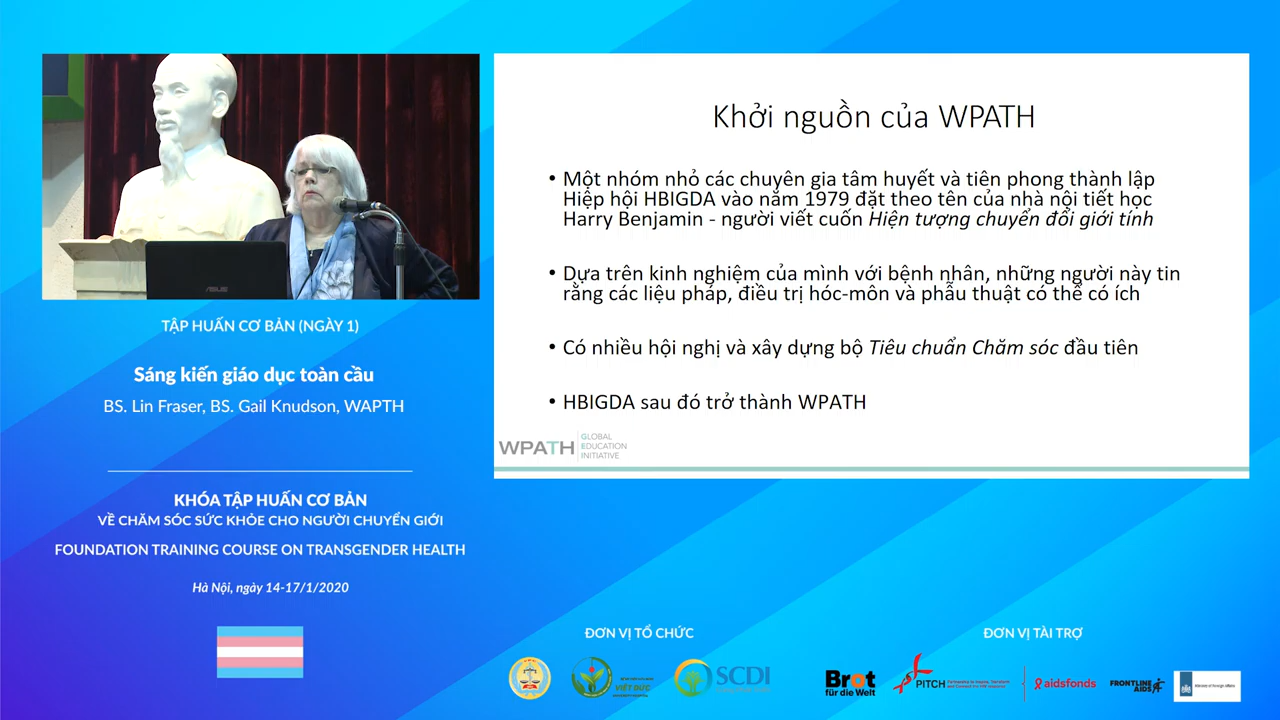 ASUS
TẬP HUẤN CƠ BẢN (NGÀY 1)
Sáng kiến giáo dục toàn cầu
BS. Lin Fraser, BS. Gail Knudson, WAPTH
KHÓA TẬP HUẤN CƠ BẢN
VỀ CHĂM SÓC SỨC KHỎE CHO NGƯỜI CHUYỂN GIỚI
FOUNDATION TRAINING COURSE ON TRANSGENDER HEALTH
Hà Nội, ngày 14-17/1/2020
Khởi nguồn của WPATH
• Một nhóm nhỏ các chuyên gia tâm huyết và tiên phong thành lập
Hiệp hội HBIGDA vào năm 1979 đặt theo tên của nhà nội tiết học
Harry Benjamin - người viết cuốn Hiện tượng chuyển đổi giới tính
• Dựa trên kinh nghiệm của mình với bệnh nhân, những người này tin
rằng các liệu pháp, điều trị hóc-môn và phẫu thuật có thể có ích
• Có nhiều hội nghị và xây dựng bộ Tiêu chuẩn Chăm sóc đầu tiên
• HBIGDA sau đó trở thành WPATH
WPATH
GLOBAL
EDUCATION
INITIATIVE
ĐƠN VỊ TỔ CHỨC
VIỆT ĐỨC
SCDI
ĐƠN VỊ TÀI TRỢ
Brot
für die Welt
PITCH
aidsfonds
FRONTLINE
AIDS
Ministry of Foreign Affairs